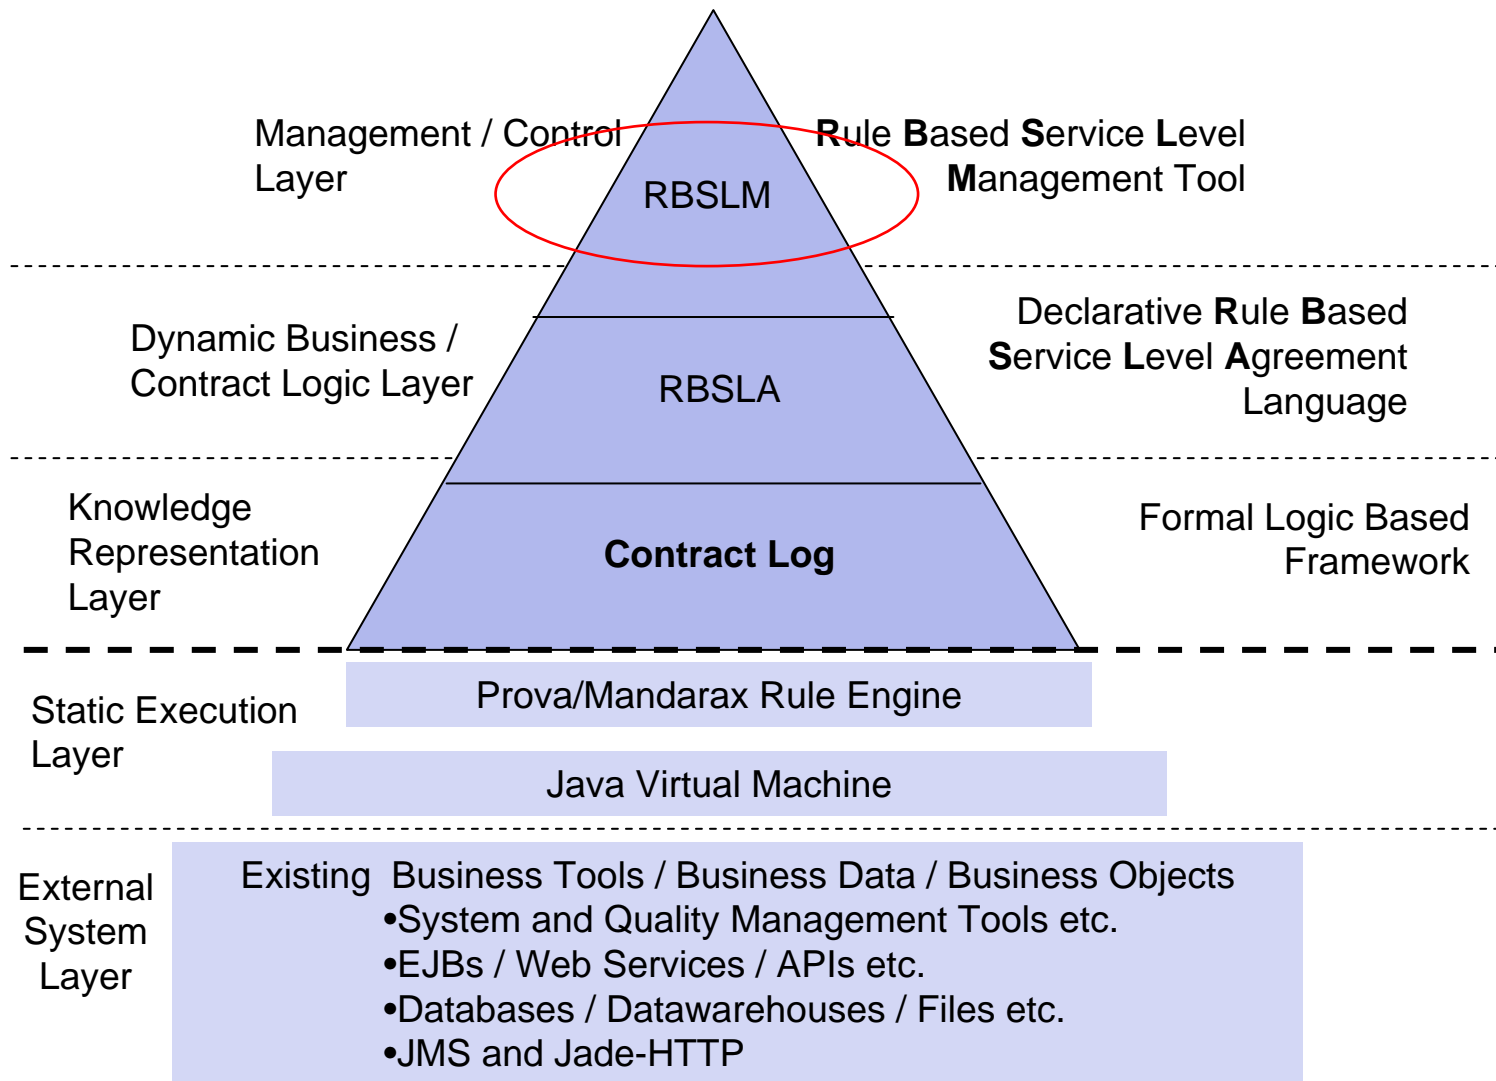 Management / Control
Layer
RBSLM
Rule Based Service Level
Management Tool
Dynamic Business /
Contract Logic Layer
RBSLA
Declarative Rule Based
Service Level Agreement
Language
Knowledge
Representation
Layer
Contract Log
Formal Logic Based
Framework
Static Execution
Layer
Prova/Mandarax Rule Engine
Java Virtual Machine
External
System
Layer
Existing Business Tools / Business Data / Business Objects
•System and Quality Management Tools etc.
•EJBs / Web Services / APIs etc.
•Databases / Datawarehouses / Files etc.
•JMS and Jade-HTTP